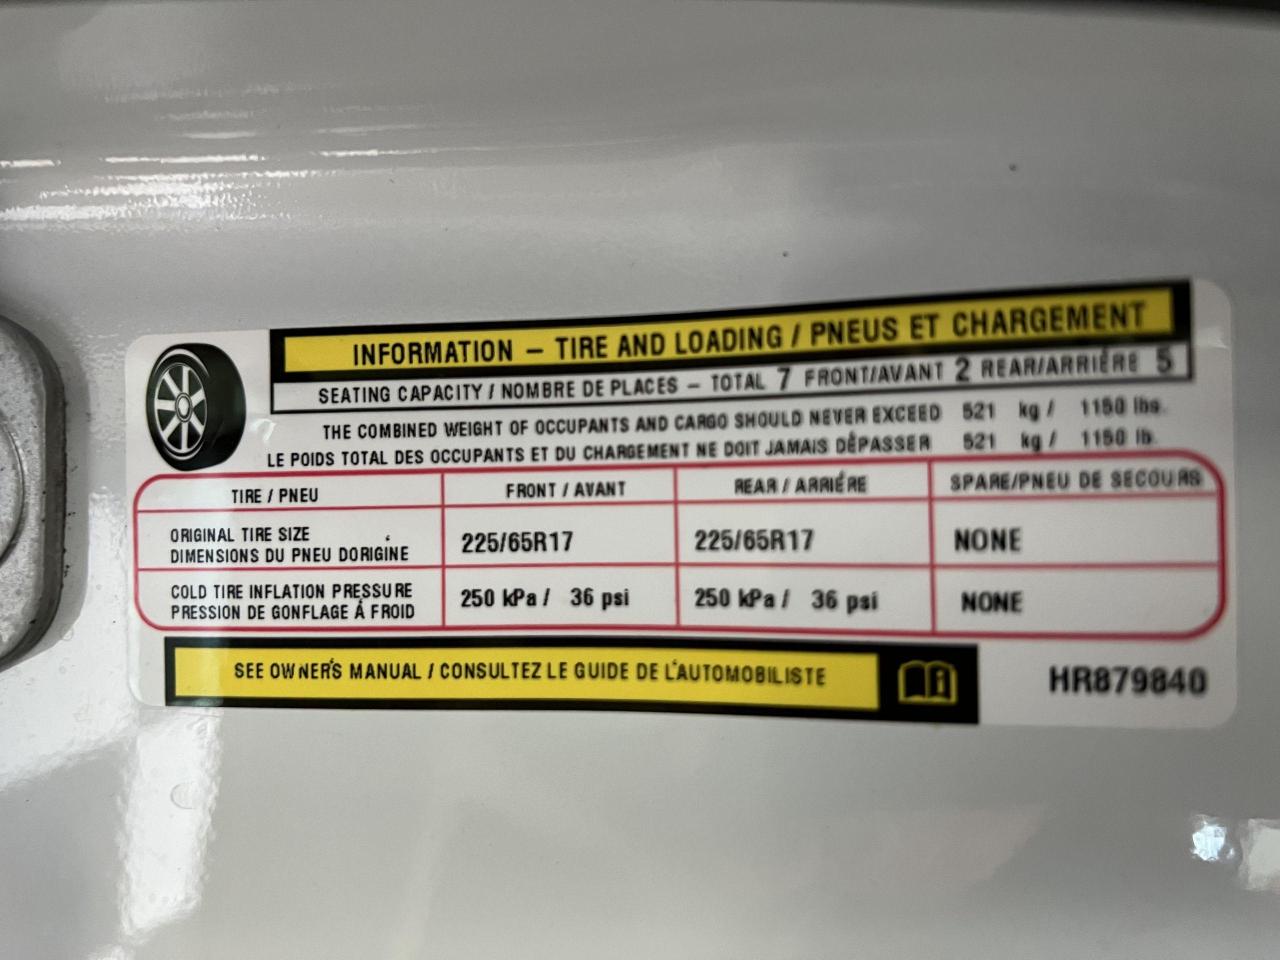 INFORMATION – TIRE AND LOADING / PNEUS ET CHARGEMENT
SEATING CAPACITY / NOMBRE DE PLACES – TOTAL 7 FRONT/AVANT 2 REAR/ARRIÉRE 5
THE COMBINED WEIGHT OF OCCUPANTS AND CARGO SHOULD NEVER EXCEED 521 kg / 1150 lbs.
LE POIDS TOTAL DES OCCUPANTS ET DU CHARGEMENT NE DOIT JAMAIS DÉPASSER 521 kg / 1150 lb.
TIRE / PNEU FRONT / AVANT REAR / ARRIÉRE SPARE/PNEU DE SECOURS
ORIGINAL TIRE SIZE
DIMENSIONS DU PNEU D'ORIGINE 225/65R17 225/65R17 NONE
COLD TIRE INFLATION PRESSURE
PRESSION DE GONFLAGE Á FROID 250 kPa / 36 psi 250 kPa / 36 psi NONE
SEE OWNER'S MANUAL / CONSULTEZ LE GUIDE DE L'AUTOMOBILISTE
HR879840